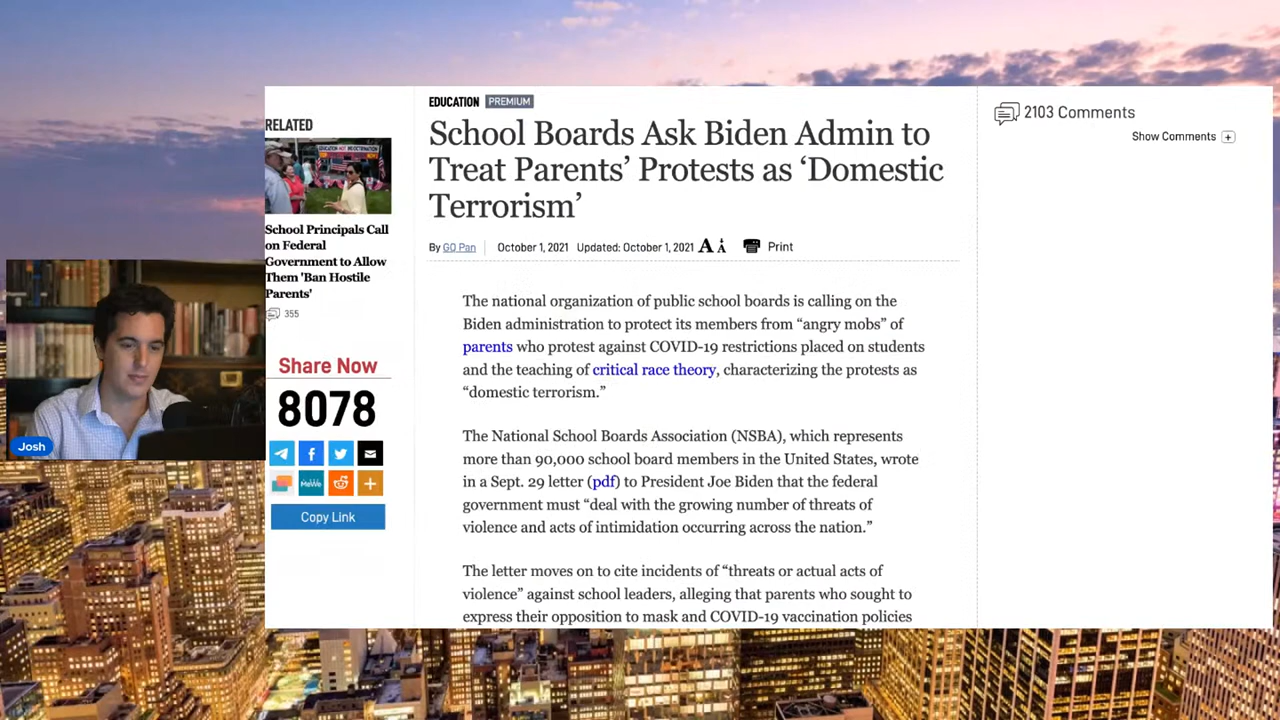 RELATED
School Principals Call
on Federal
Government to Allow
Them 'Ban Hostile
Parents'
355
Share Now
8078
MeWe
Copy Link
Josh
EDUCATION PREMIUM
School Boards Ask Biden Admin to
Treat Parents’ Protests as ‘Domestic
Terrorism’
By GQ Pan October 1, 2021 Updated: October 1, 2021 A A Print
The national organization of public school boards is calling on the
Biden administration to protect its members from “angry mobs” of
parents who protest against COVID-19 restrictions placed on students
and the teaching of critical race theory, characterizing the protests as
“domestic terrorism.”
The National School Boards Association (NSBA), which represents
more than 90,000 school board members in the United States, wrote
in a Sept. 29 letter (pdf) to President Joe Biden that the federal
government must “deal with the growing number of threats of
violence and acts of intimidation occurring across the nation.”
The letter moves on to cite incidents of “threats or actual acts of
violence” against school leaders, alleging that parents who sought to
express their opposition to mask and COVID-19 vaccination policies
2103 Comments
Show Comments +